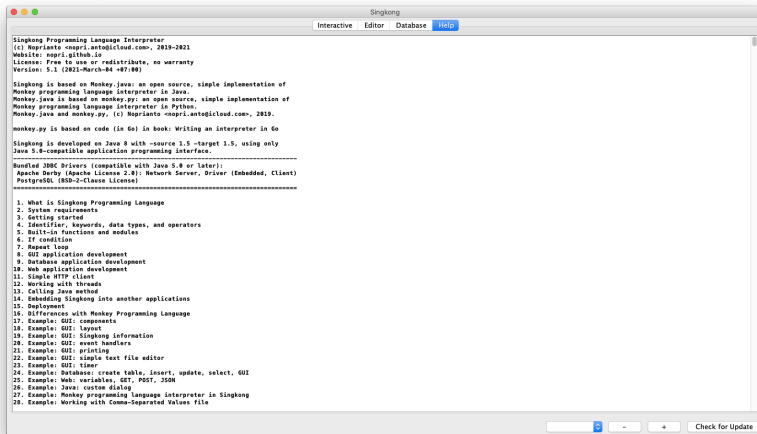 Singkong
Interactive Editor Database Help
Singkong Programming Language Interpreter
(c) Noprianto <nopri.anto@icloud.com>, 2019-2021
Website: nopri.github.io
License: Free to use or redistribute, no warranty
Version: 5.1 (2021-March-04 +07:00)
Singkong is based on Monkey.java: an open source, simple implementation of
Monkey programming language interpreter in Java.
Monkey.java is based on monkey.py: an open source, simple implementation of
Monkey programming language interpreter in Python.
Monkey.java and monkey.py, (c) Noprianto <nopri.anto@icloud.com>, 2019.
monkey.py is based on code (in Go) in book: Writing an interpreter in Go
Singkong is developed on Java 8 with -source 1.5 -target 1.5, using only
Java 5.0-compatible application programming interface.
===========================================================================
Bundled JDBC Drivers (compatible with Java 5.0 or later):
Apache Derby (Apache License 2.0): Network Server, Driver (Embedded, Client)
PostgreSQL (BSD-2-Clause License)
===========================================================================
1. What is Singkong Programming Language
2. System requirements
3. Getting started
4. Identifier, keywords, data types, and operators
5. Built-in functions and modules
6. If condition
7. Repeat loop
8. GUI application development
9. Database application development
10. Web application development
11. Simple HTTP client
12. Working with threads
13. Calling Java method
14. Embedding Singkong into another applications
15. Deployment
16. Differences with Monkey Programming Language
17. Example: GUI: components
18. Example: GUI: layout
19. Example: GUI: Singkong information
20. Example: GUI: event handlers
21. Example: GUI: printing
22. Example: GUI: simple text file editor
23. Example: GUI: timer
24. Example: Database: create table, insert, update, select, GUI
25. Example: Web: variables, GET, POST, JSON
26. Example: Java: custom dialog
27. Example: Monkey programming language interpreter in Singkong
28. Example: Working with Comma-Separated Values file
- + Check for Update